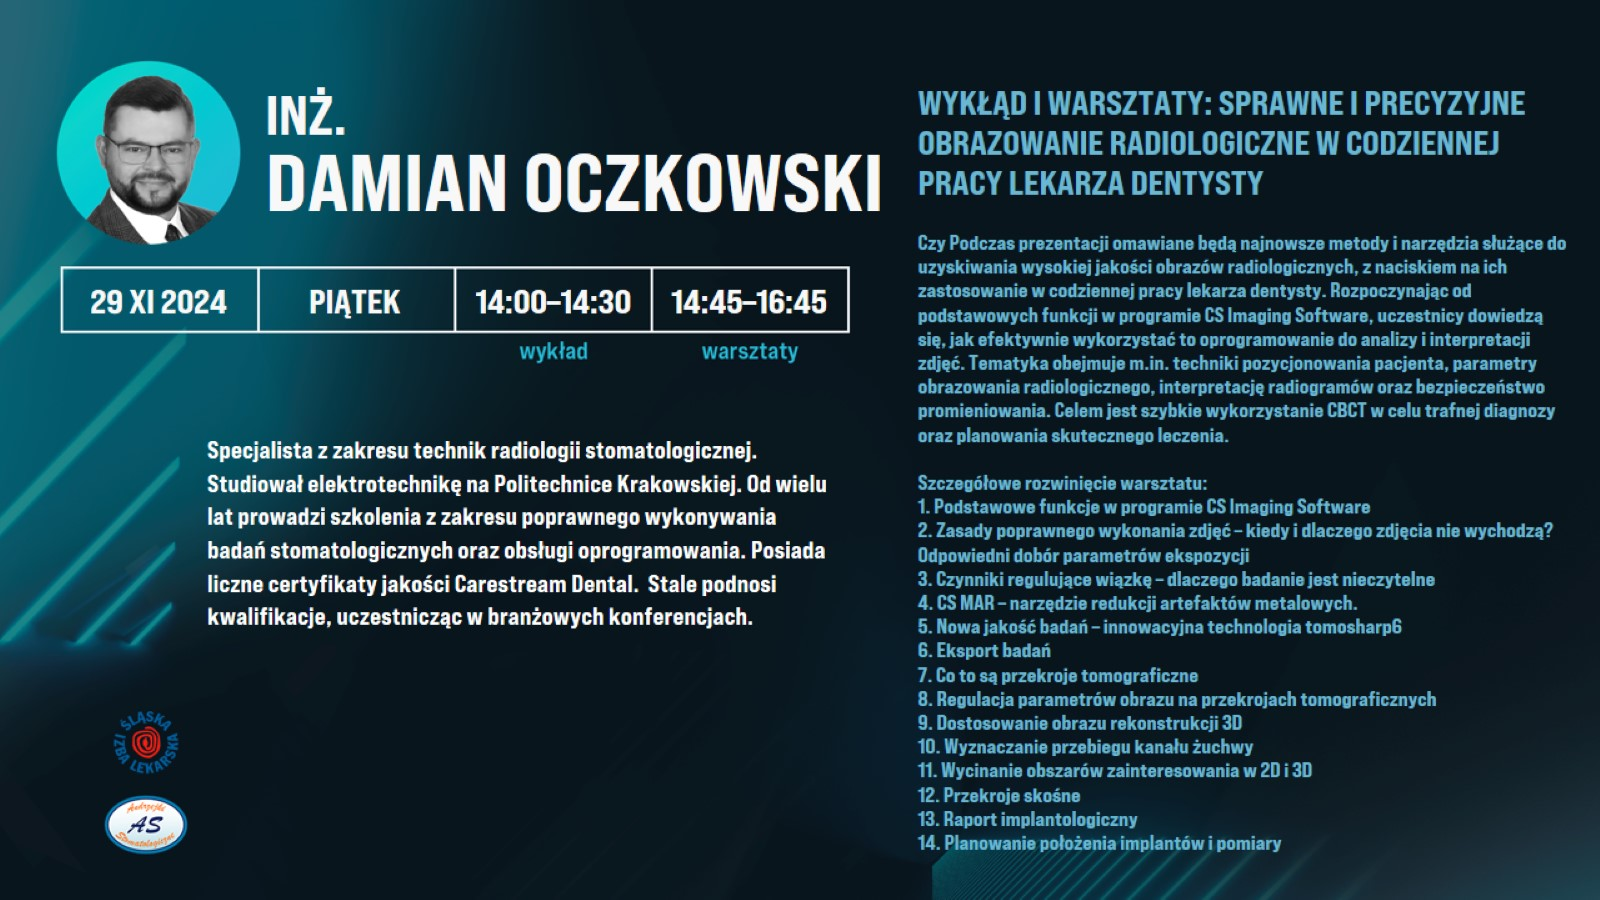 INŻ.
DAMIAN OCZKOWSKI
29 XI 2024
PIĄTEK
14:00–14:30
14:45–16:45
wykład
warsztaty
Specjalista z zakresu technik radiologii stomatologicznej.
Studiował elektrotechnikę na Politechnice Krakowskiej. Od wielu
lat prowadzi szkolenia z zakresu poprawnego wykonywania
badań stomatologicznych oraz obsługi oprogramowania. Posiada
liczne certyfikaty jakości Carestream Dental.  Stale podnosi
kwalifikacje, uczestnicząc w branżowych konferencjach.
ŚLĄSKA
IZBA LEKARSKA
Andrzejki
AS
Stomatologiczne
WYKŁĄD I WARSZTATY: SPRAWNE I PRECYZYJNE
OBRAZOWANIE RADIOLOGICZNE W CODZIENNEJ
PRACY LEKARZA DENTYSTY
Czy Podczas prezentacji omawiane będą najnowsze metody i narzędzia służące do
uzyskiwania wysokiej jakości obrazów radiologicznych, z naciskiem na ich
zastosowanie w codziennej pracy lekarza dentysty. Rozpoczynając od
podstawowych funkcji w programie CS Imaging Software, uczestnicy dowiedzą
się, jak efektywnie wykorzystać to oprogramowanie do analizy i interpretacji
zdjęć. Tematyka obejmuje m.in. techniki pozycjonowania pacjenta, parametry
obrazowania radiologicznego, interpretację radiogramów oraz bezpieczeństwo
promieniowania. Celem jest szybkie wykorzystanie CBCT w celu trafnej diagnozy
oraz planowania skutecznego leczenia.
Szczegółowe rozwinięcie warsztatu:
1. Podstawowe funkcje w programie CS Imaging Software
2. Zasady poprawnego wykonania zdjęć – kiedy i dlaczego zdjęcia nie wychodzą?
Odpowiedni dobór parametrów ekspozycji
3. Czynniki regulujące wiązkę – dlaczego badanie jest nieczytelne
4. CS MAR – narzędzie redukcji artefaktów metalowych.
5. Nowa jakość badań – innowacyjna technologia tomosharp6
6. Eksport badań
7. Co to są przekroje tomograficzne
8. Regulacja parametrów obrazu na przekrojach tomograficznych
9. Dostosowanie obrazu rekonstrukcji 3D
10. Wyznaczanie przebiegu kanału żuchwy
11. Wycinanie obszarów zainteresowania w 2D i 3D
12. Przekroje skośne
13. Raport implantologiczny
14. Planowanie położenia implantów i pomiary